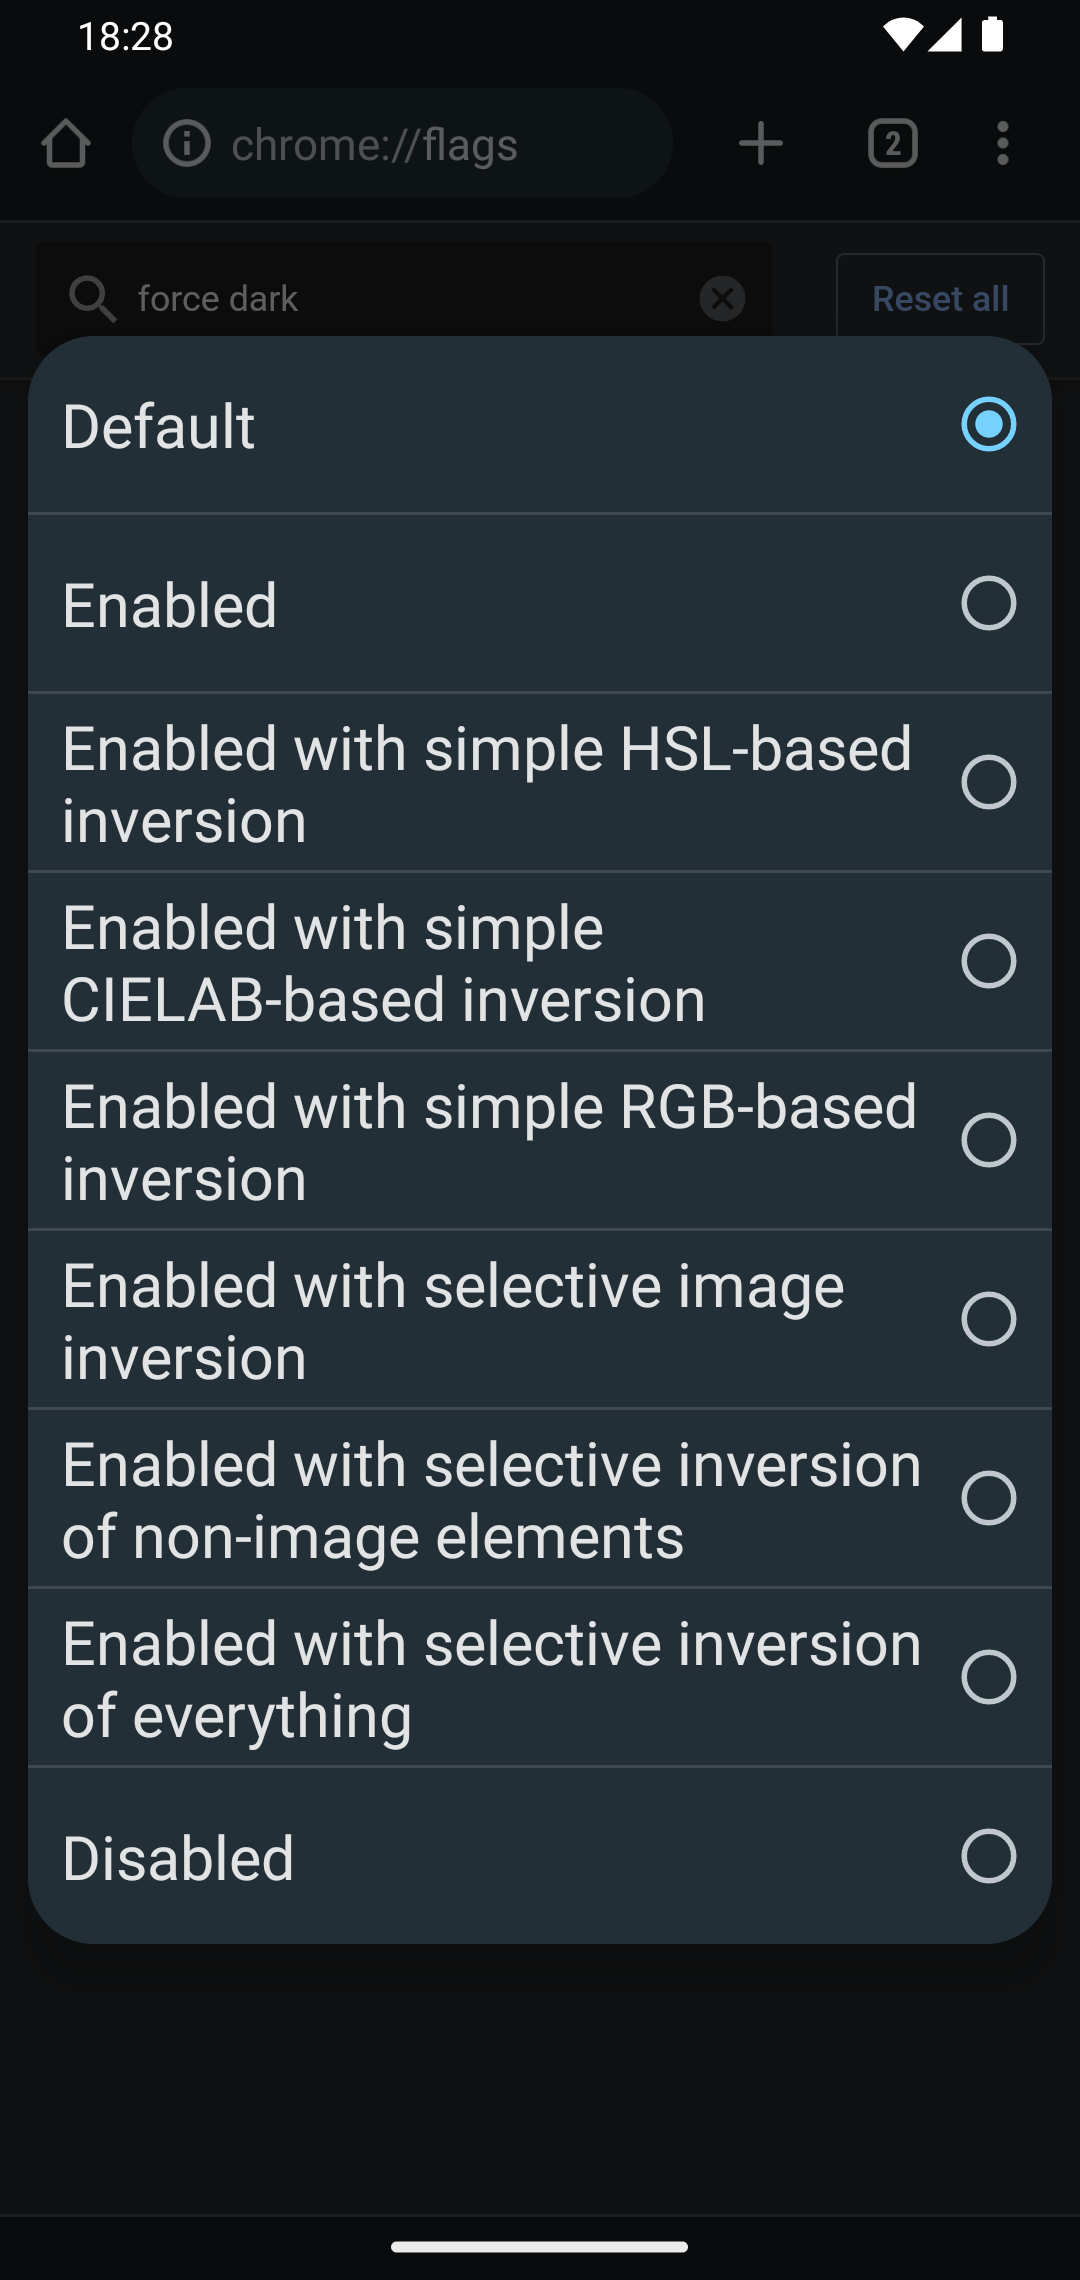 18:28
chrome://flags
2
force dark
Reset all
Default
Enabled
Enabled with simple HSL-based
inversion
Enabled with simple
CIELAB-based inversion
Enabled with simple RGB-based
inversion
Enabled with selective image
inversion
Enabled with selective inversion
of non-image elements
Enabled with selective inversion
of everything
Disabled